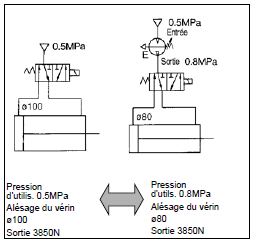 0.5MPa
0.5MPa
Entrée
E
Sortie 0.8MPa
ø100
ø80
Pression
d'utilis. 0.5MPa
Alésage du vérin
ø100
Sortie 3850N
Pression
d'utilis. 0.8MPa
Alésage du vérin
ø80
Sortie 3850N